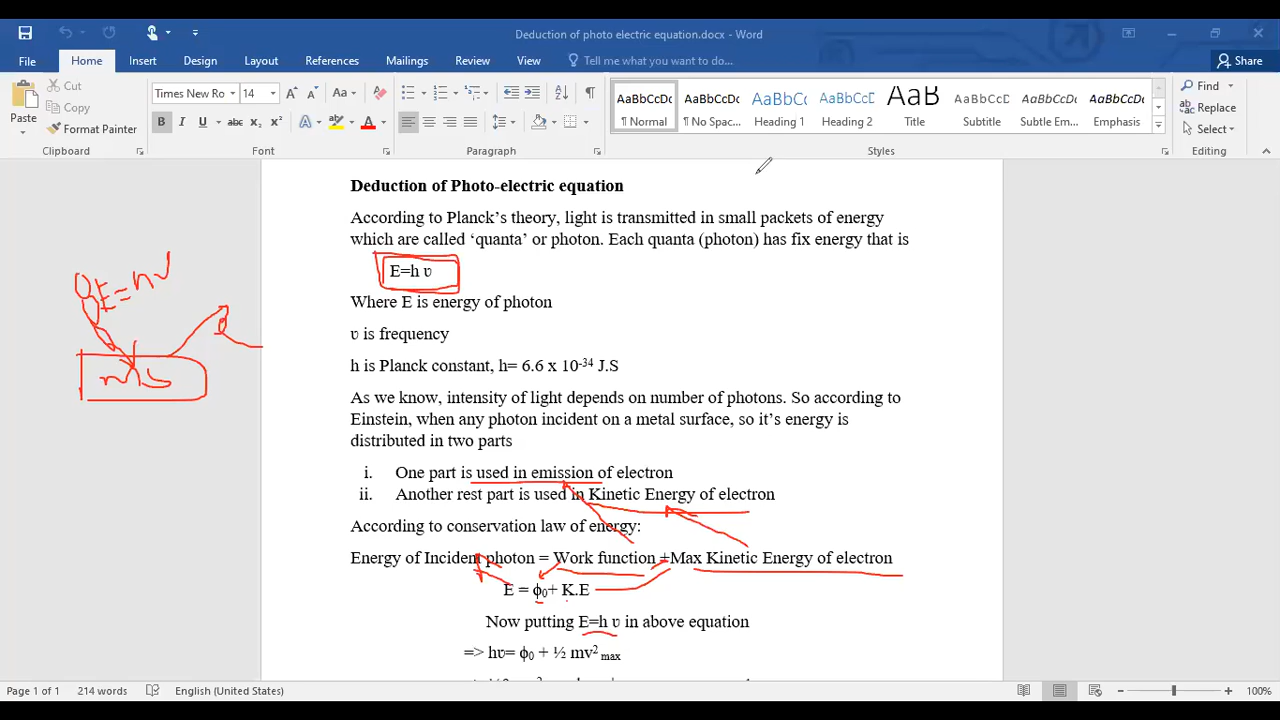 Deduction of photo electric equation.docx - Word
File Home Insert Design Layout References Mailings Review View Tell me what you want to do... Share
Paste Cut Copy Format Painter
Times New Ro 14
B I U abc X₂ X² A
AaBbCcDc AaBbCcDc AaBbCc AaBbCcC AaB AaBbCcD AaBbCcDc AaBbCcDc
¶ Normal ¶ No Spac... Heading 1 Heading 2 Title Subtitle Subtle Em... Emphasis
Find Replace Select
Clipboard Font Paragraph Styles Editing
Deduction of Photo-electric equation
According to Planck’s theory, light is transmitted in small packets of energy
which are called ‘quanta’ or photon. Each quanta (photon) has fix energy that is
E=h υ
Where E is energy of photon
υ is frequency
h is Planck constant, h= 6.6 x 10⁻³⁴ J.S
As we know, intensity of light depends on number of photons. So according to
Einstein, when any photon incident on a metal surface, so it’s energy is
distributed in two parts
i. One part is used in emission of electron
ii. Another rest part is used in Kinetic Energy of electron
According to conservation law of energy:
Energy of Incident photon = Work function +Max Kinetic Energy of electron
E = ϕ₀+ K.E
Now putting E=h υ in above equation
=> hυ= ϕ₀ + ½ mv² max
E=hν
Page 1 of 1 214 words English (United States) 100%